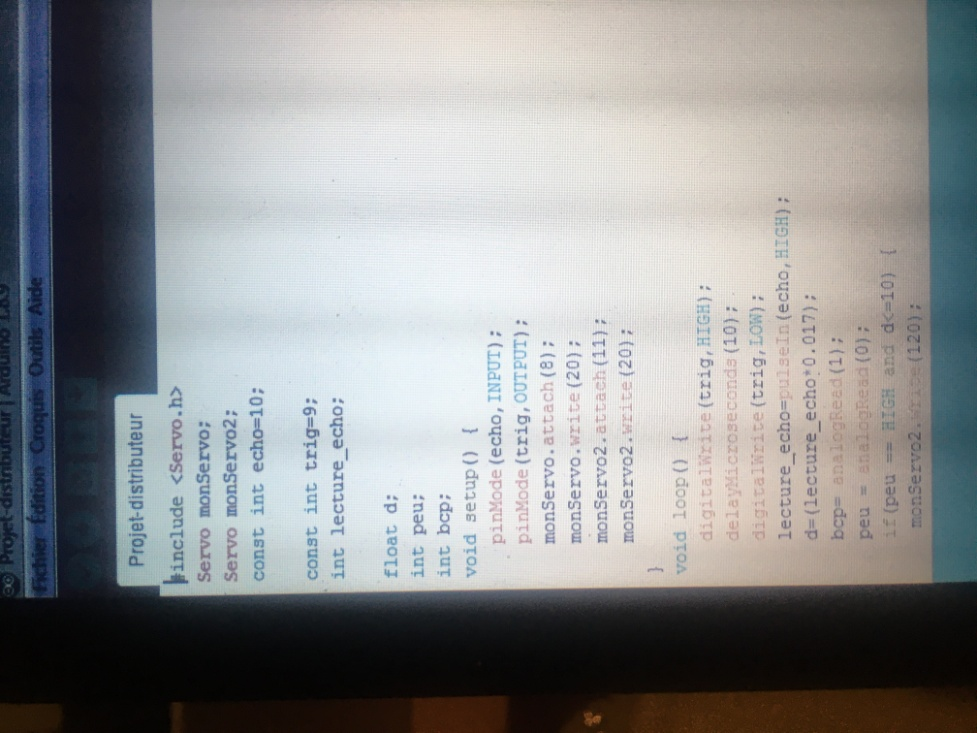 Projet-distributeur | Arduino 1.8.9
Fichier Édition Croquis Outils Aide
Projet-distributeur
#include <Servo.h>
Servo monServo;
Servo monServo2;
const int echo=10;
const int trig=9;
int lecture_echo;
float d;
int peu;
int bcp;
void setup() {
pinMode(echo,INPUT);
pinMode(trig,OUTPUT);
monServo.attach(8);
monServo.write(20);
monServo2.attach(11);
monServo2.write(20);
}
void loop() {
digitalWrite(trig,HIGH);
delayMicroseconds(10);
digitalWrite(trig,LOW);
lecture_echo=pulseIn(echo,HIGH);
d=(lecture_echo*0.017);
bcp= analogRead(1);
peu = analogRead(0);
if(peu == HIGH and d<=10) {
monServo2.write(120);